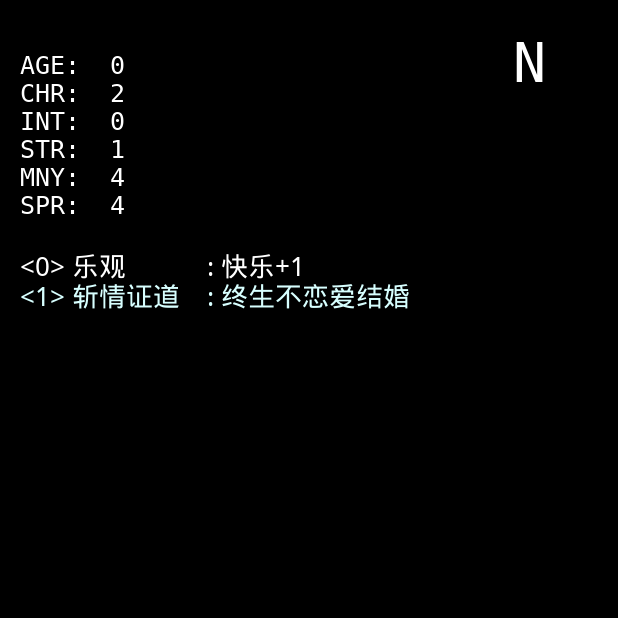 N
AGE: 0
CHR: 2
INT: 0
STR: 1
MNY: 4
SPR: 4
<0> 乐观 : 快乐+1
<1> 斩情证道 : 终生不恋爱结婚